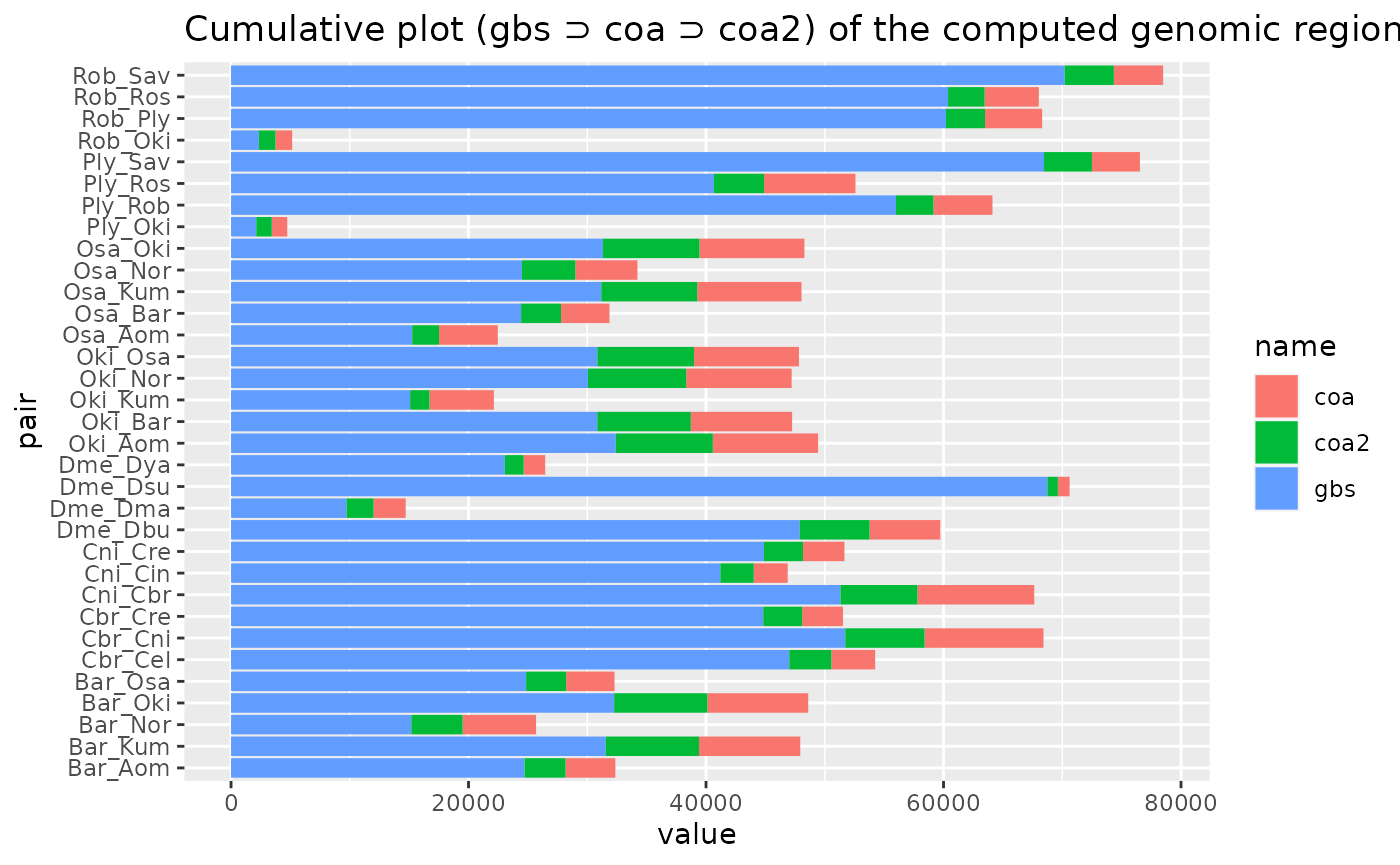 Cumulative plot (gbs ⊃ coa ⊃ coa2) of the computed genomic region
Rob_Sav
Rob_Ros
Rob_Ply
Rob_Oki
Ply_Sav
Ply_Ros
Ply_Rob
Ply_Oki
Osa_Oki
Osa_Nor
Osa_Kum
Osa_Bar
Osa_Aom
Oki_Osa
Oki_Nor
Oki_Kum
Oki_Bar
Oki_Aom
Dme_Dya
Dme_Dsu
Dme_Dma
Dme_Dbu
Cni_Cre
Cni_Cin
Cni_Cbr
Cbr_Cre
Cbr_Cni
Cbr_Cel
Bar_Osa
Bar_Oki
Bar_Nor
Bar_Kum
Bar_Aom
pair
0 20000 40000 60000 80000
value
name
coa
coa2
gbs